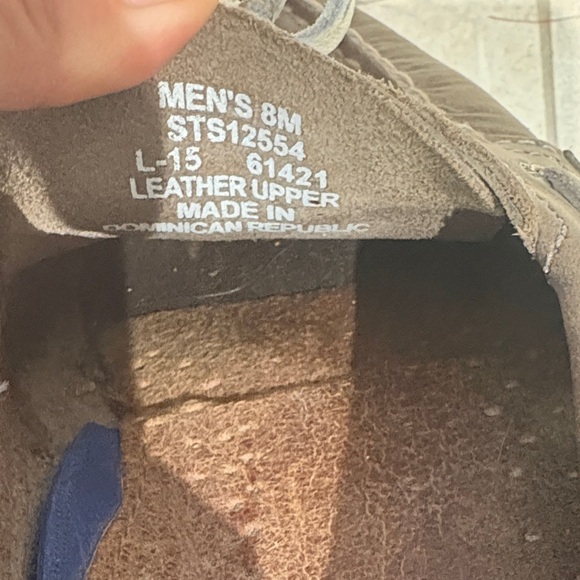 MEN'S 8M
STS12554
L-15 61421
LEATHER UPPER
MADE IN
DOMINICAN REPUBLIC